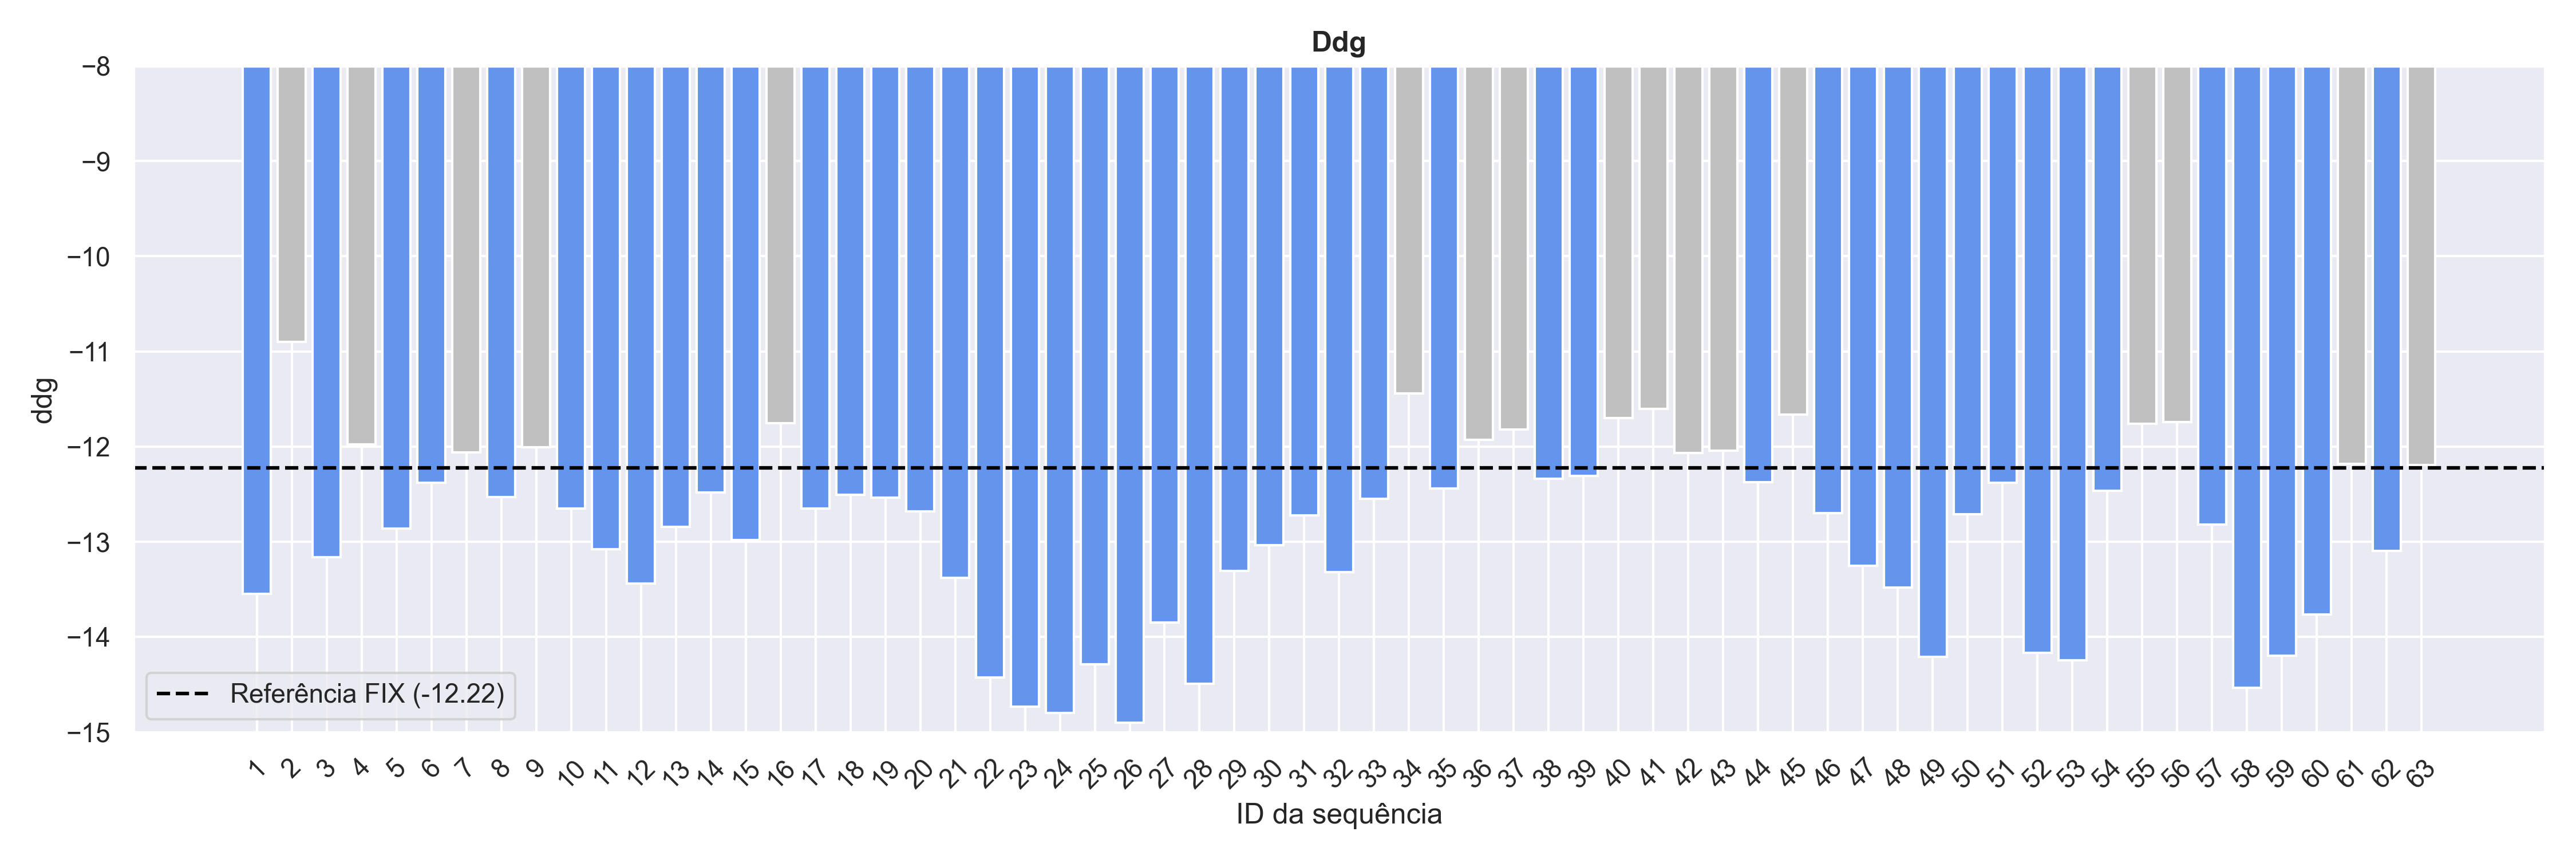 Ddg
−8
−9
−10
−11
−12
−13
−14
−15
ddg
Referência FIX (-12.22)
1 2 3 4 5 6 7 8 9 10 11 12 13 14 15 16 17 18 19 20 21 22 23 24 25 26 27 28 29 30 31 32 33 34 35 36 37 38 39 40 41 42 43 44 45 46 47 48 49 50 51 52 53 54 55 56 57 58 59 60 61 62 63
ID da sequência